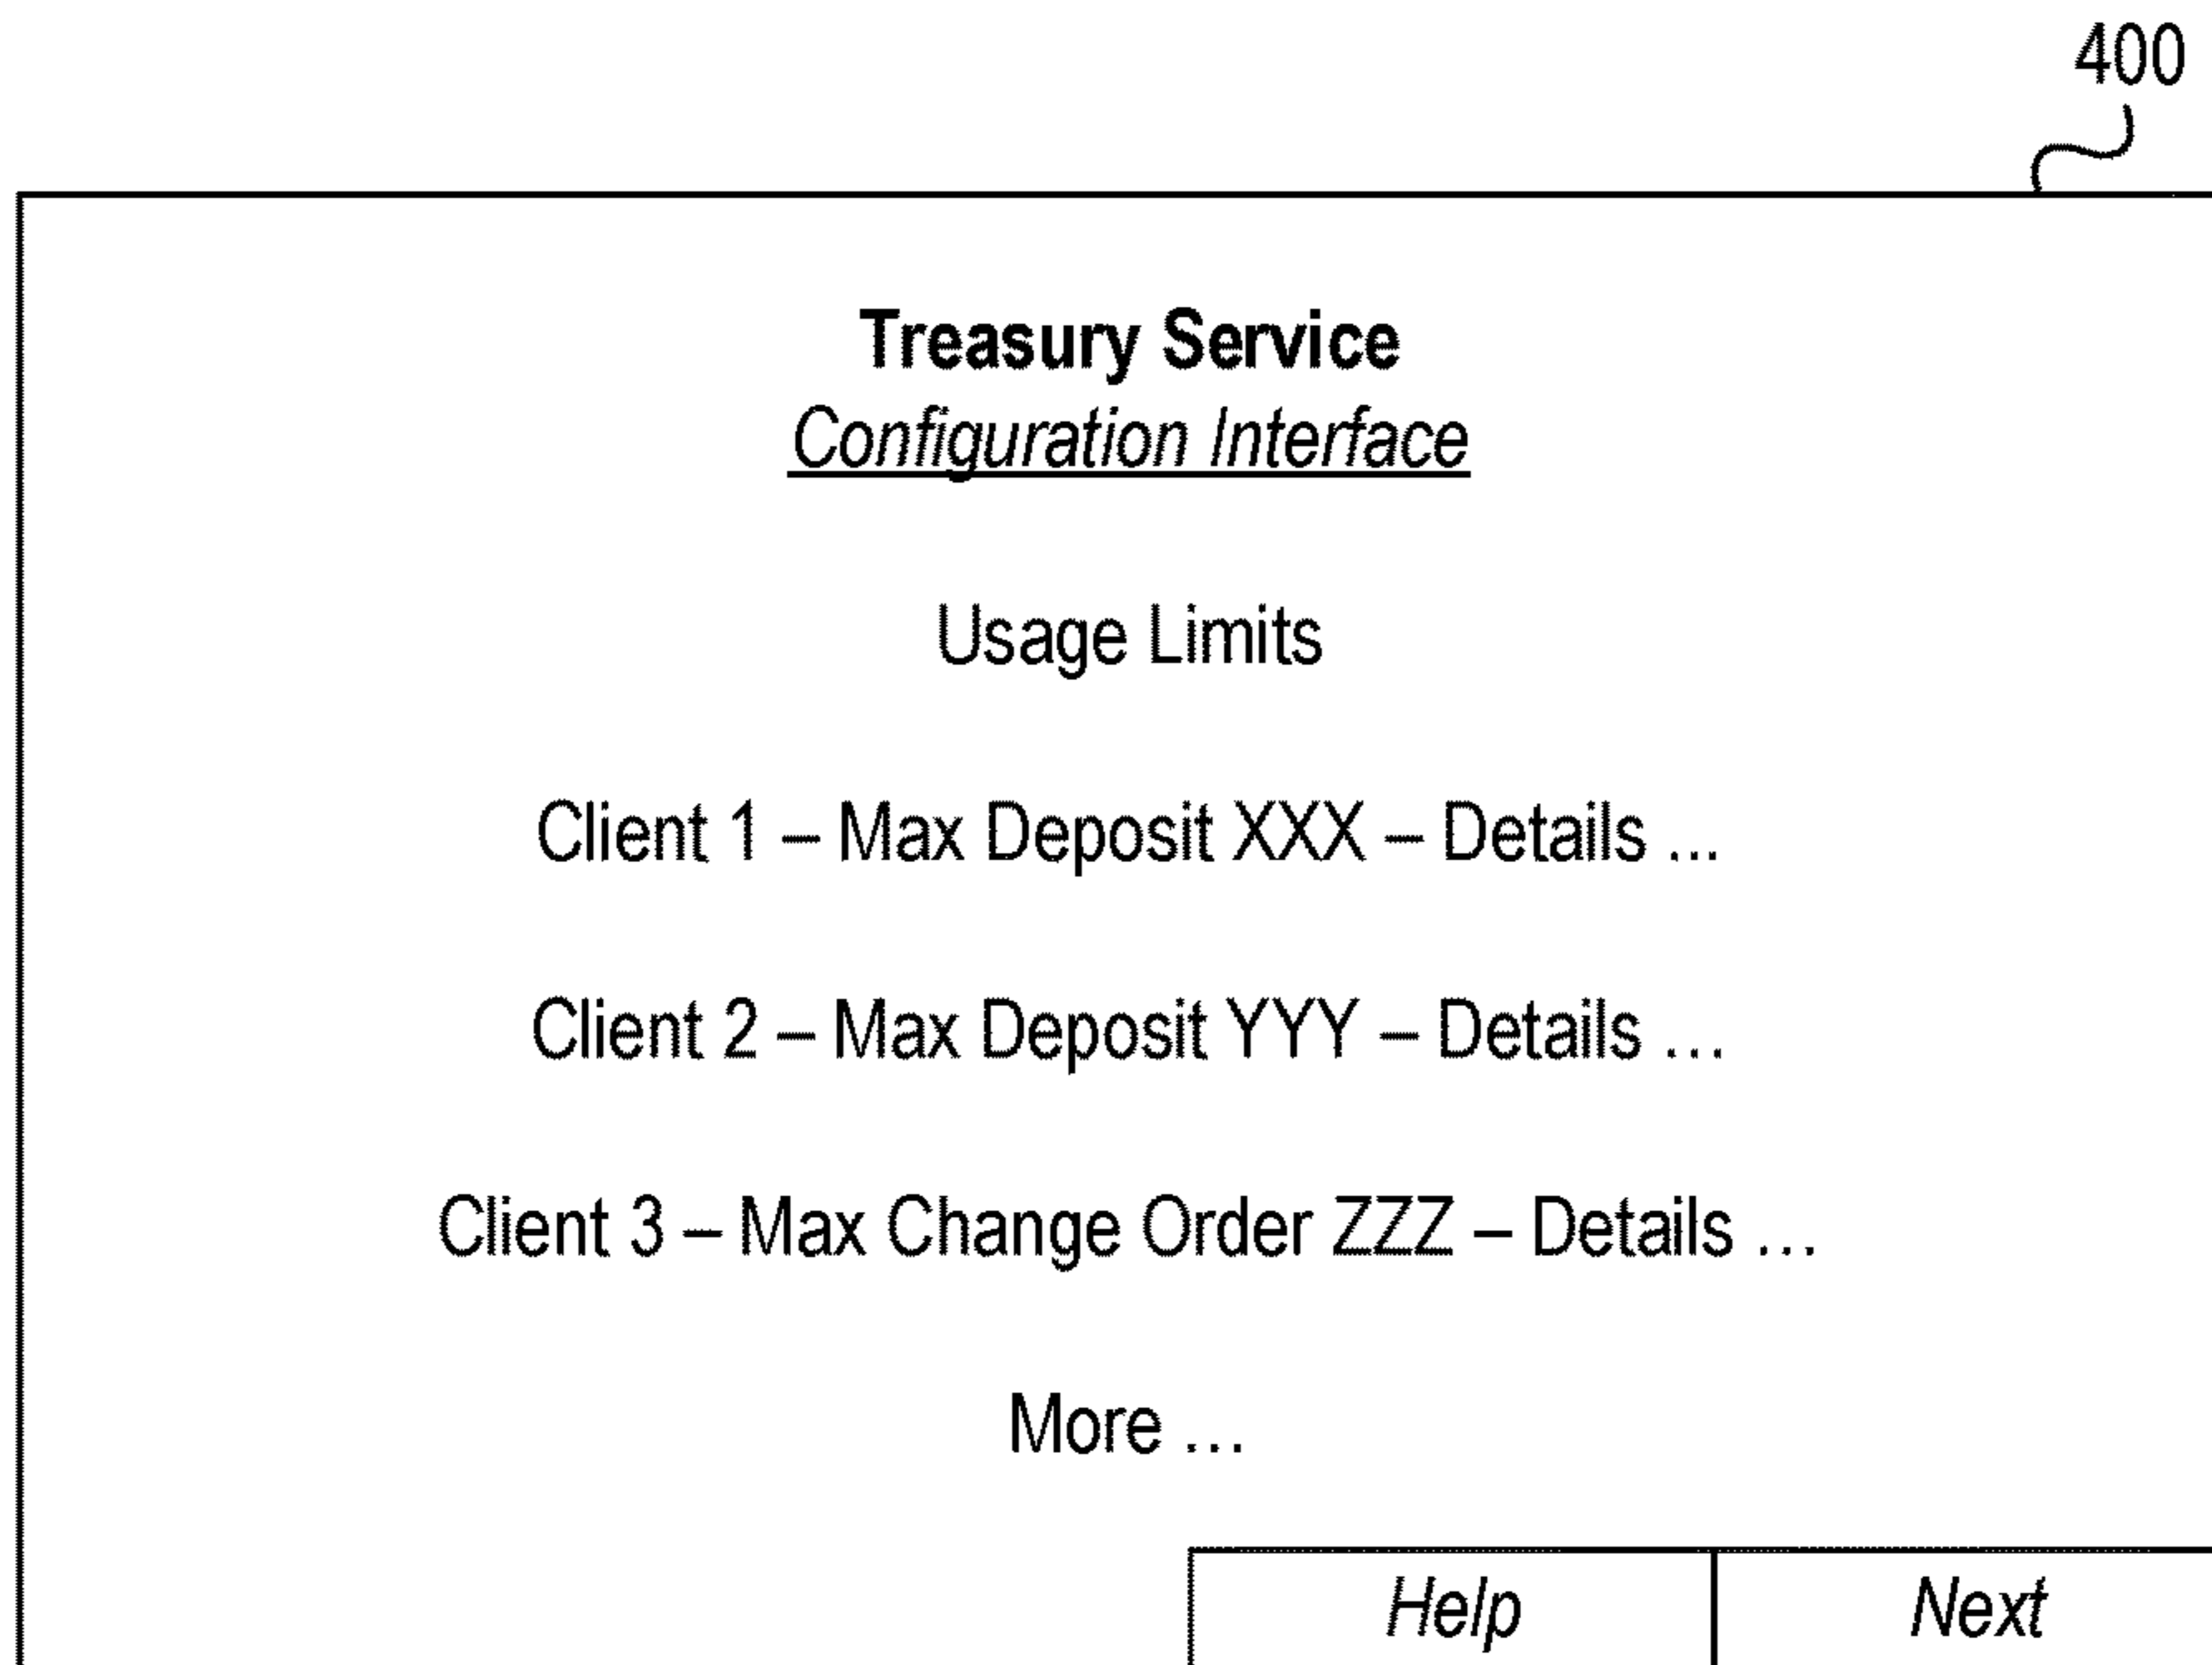 400
Treasury Service
Configuration Interface
Usage Limits
Client 1 – Max Deposit XXX – Details ...
Client 2 – Max Deposit YYY – Details ...
Client 3 – Max Change Order ZZZ – Details ...
More ...
Help Next